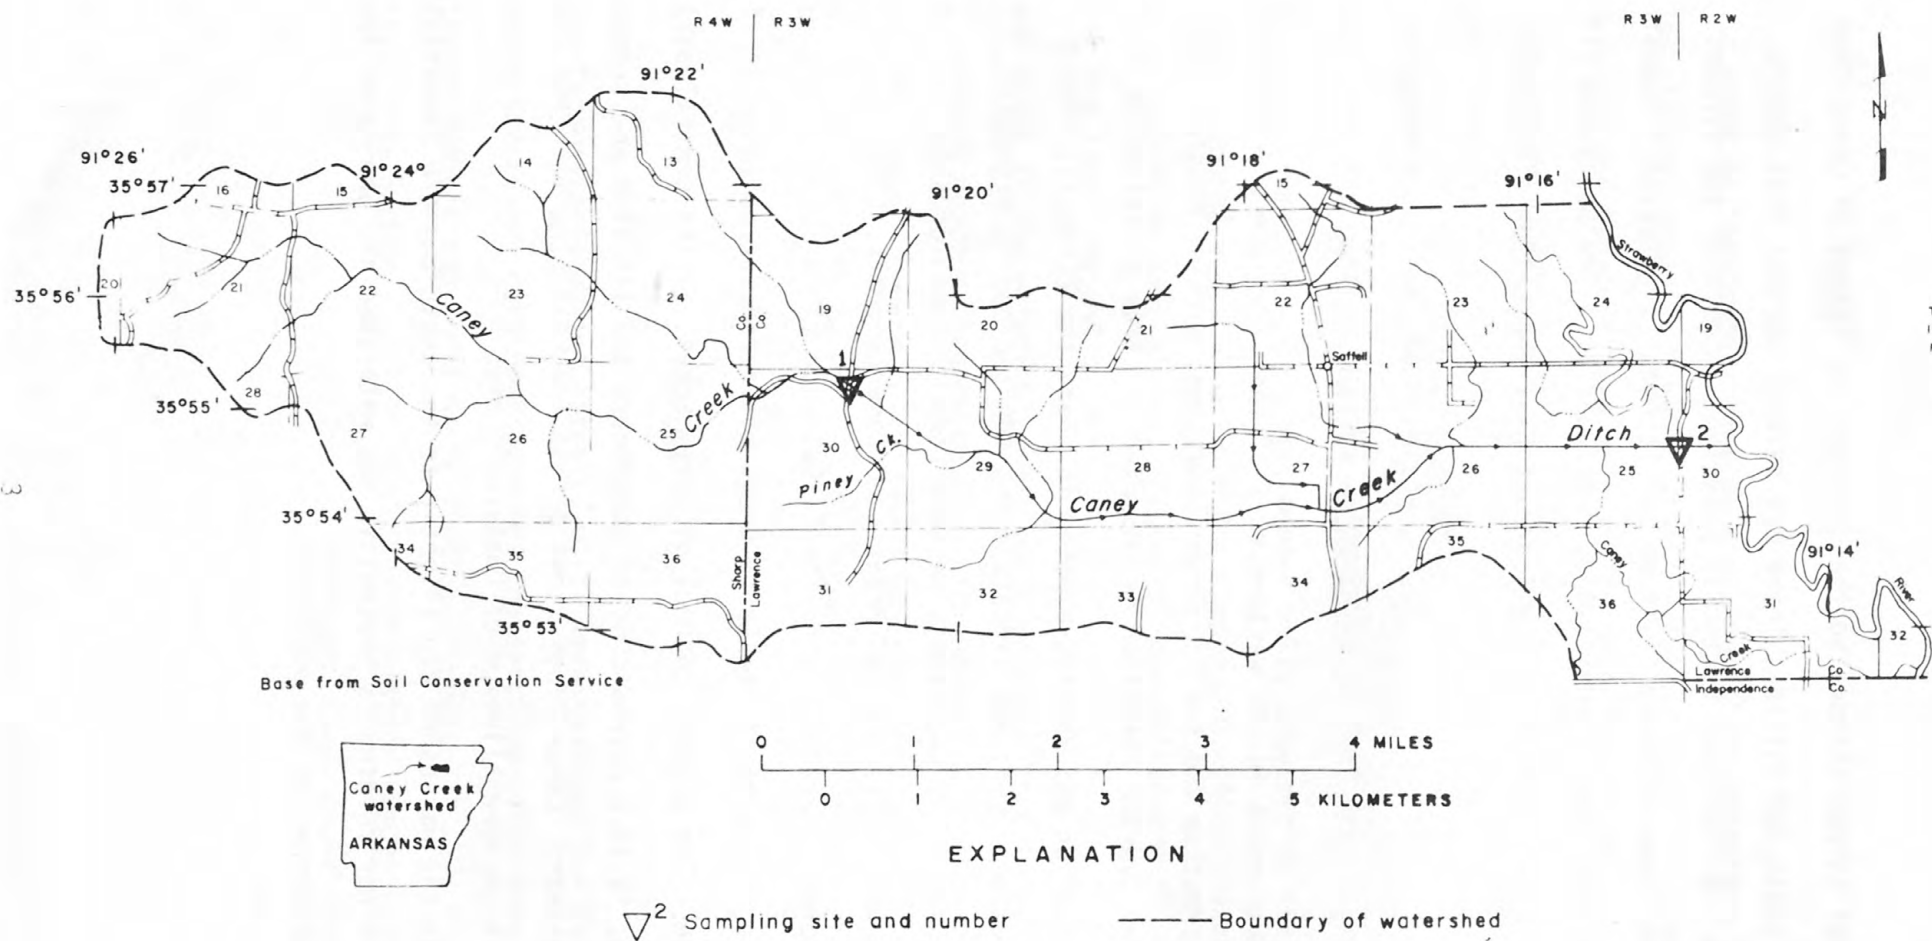 R 4 W R 3 W
R 3 W R 2 W
91°22'
N
91°26'
35°57'
91°24°
91°20'
91°18'
91°16'
16
15
14
13
15
Strawberry
35°56'
20
21
22
Caney
23
24
Co
Co
19
20
21
22
23
24
19
1
Saffell
28
35°55'
27
26
25
Creek
30
Ck.
Piney
29
28
27
Creek
26
Ditch
25
2
30
Caney
35°54'
34
35
36
Sharp
Lawrence
31
32
33
34
35
Caney
36
Creek
31
91°14'
River
32
35°53'
Lawrence Co.
Independence Co.
3
Base from Soil Conservation Service
0 1 2 3 4 MILES
0 1 2 3 4 5 KILOMETERS
Caney Creek
watershed
ARKANSAS
EXPLANATION
2 Sampling site and number
Boundary of watershed